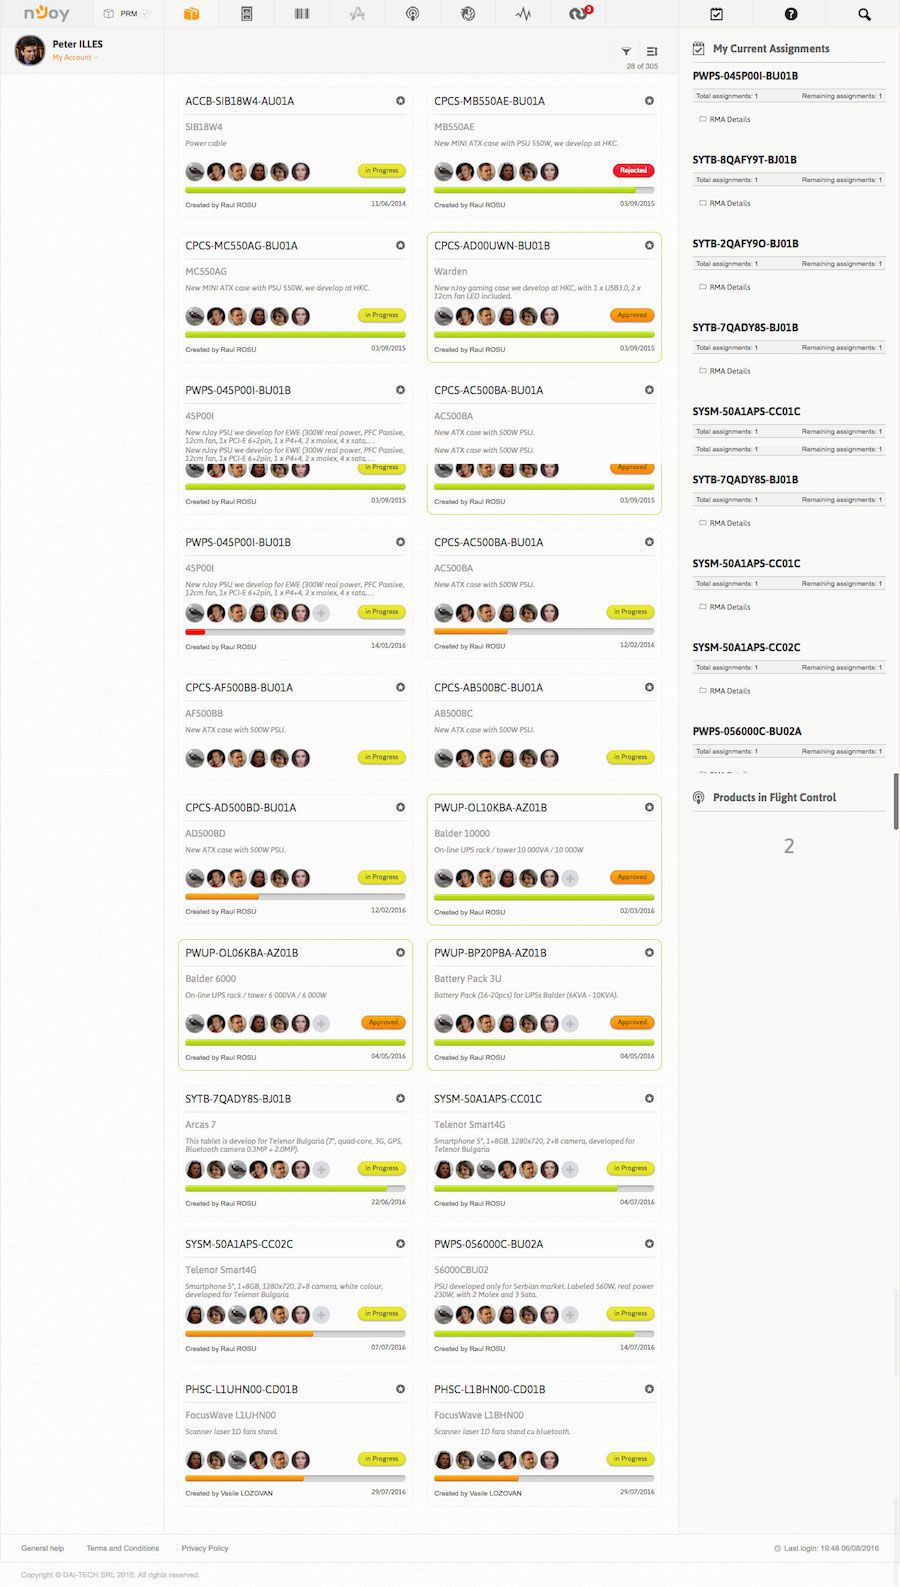 nJoy
PRM
3
Peter ILLES
My Account
28 of 305
ACCB-SIB18W4-AU01A
SIB18W4
Power cable
in Progress
Created by Raul ROSU
11/06/2014
CPCS-MB550AE-BU01A
MB550AE
New MINI ATX case with PSU 550W, we develop at HKC.
Rejected
Created by Raul ROSU
03/09/2015
CPCS-MC550AG-BU01A
MC550AG
New MINI ATX case with PSU 550W, we develop at HKC.
in Progress
Created by Raul ROSU
03/09/2015
CPCS-AD00UWN-BU01B
Warden
New nJoy gaming case we develop at HKC, with 1 x USB3.0, 2 x
12cm fan LED included.
Approved
Created by Raul ROSU
03/09/2015
PWPS-045P00I-BU01B
45P00I
New nJoy PSU we develop for EWE (300W real power, PFC Passive,
12cm fan, 1x PCI-E 6+2pin, 1 x P4+4, 2 x molex, 4 x sata,...
New nJoy PSU we develop for EWE (300W real power, PFC Passive,
12cm fan, 1x PCI-E 6+2pin, 1 x P4+4, 2 x molex, 4 x sata,...
in Progress
Created by Raul ROSU
03/09/2015
CPCS-AC500BA-BU01A
AC500BA
New ATX case with 500W PSU.
New ATX case with 500W PSU.
Approved
Created by Raul ROSU
03/09/2015
PWPS-045P00I-BU01B
45P00I
New nJoy PSU we develop for EWE (300W real power, PFC Passive,
12cm fan, 1x PCI-E 6+2pin, 1 x P4+4, 2 x molex, 4 x sata,...
in Progress
Created by Raul ROSU
14/01/2016
CPCS-AC500BA-BU01A
AC500BA
New ATX case with 500W PSU.
in Progress
Created by Raul ROSU
12/02/2016
CPCS-AF500BB-BU01A
AF500BB
New ATX case with 500W PSU.
in Progress
CPCS-AB500BC-BU01A
AB500BC
New ATX case with 500W PSU.
in Progress
CPCS-AD500BD-BU01A
AD500BD
New ATX case with 500W PSU.
in Progress
Created by Raul ROSU
12/02/2016
PWUP-OL10KBA-AZ01B
Balder 10000
On-line UPS rack / tower 10 000VA / 10 000W
Approved
Created by Raul ROSU
02/03/2016
PWUP-OL06KBA-AZ01B
Balder 6000
On-line UPS rack / tower 6 000VA / 6 000W
Approved
Created by Raul ROSU
04/05/2016
PWUP-BP20PBA-AZ01B
Battery Pack 3U
Battery Pack (16-20pcs) for UPSs Balder (6KVA - 10KVA).
Approved
Created by Raul ROSU
04/05/2016
SYTB-7QADY8S-BJ01B
Arcas 7
This tablet is develop for Telenor Bulgaria (7", quad-core, 3G, GPS,
Bluetooth camera 0.3MP + 2.0MP).
in Progress
Created by Raul ROSU
22/06/2016
SYSM-50A1APS-CC01C
Telenor Smart4G
Smartphone 5", 1+8GB, 1280x720, 2+8 camera, developed for
Telenor Bulgaria
in Progress
Created by Raul ROSU
04/07/2016
SYSM-50A1APS-CC02C
Telenor Smart4G
Smartphone 5", 1+8GB, 1280x720, 2+8 camera, white colour,
developed for Telenor Bulgaria
in Progress
Created by Raul ROSU
07/07/2016
PWPS-056000C-BU02A
56000CBU02
PSU developed only for Serbian market. Labeled 560W, real power
230W, with 2 Molex and 3 Sata.
in Progress
Created by Raul ROSU
14/07/2016
PHSC-L1UHN00-CD01B
FocusWave L1UHN00
Scanner laser 1D fara stand.
in Progress
Created by Vasile LOZOVAN
29/07/2016
PHSC-L1BHN00-CD01B
FocusWave L1BHN00
Scanner laser 1D fara stand cu bluetooth.
in Progress
Created by Vasile LOZOVAN
29/07/2016
My Current Assignments
PWPS-045P00I-BU01B
Total assignments: 1 Remaining assignments: 1
RMA Details
SYTB-8QAFY9T-BJ01B
Total assignments: 1 Remaining assignments: 1
RMA Details
SYTB-2QAFY9O-BJ01B
Total assignments: 1 Remaining assignments: 1
RMA Details
SYTB-7QADY8S-BJ01B
Total assignments: 1 Remaining assignments: 1
RMA Details
SYSM-50A1APS-CC01C
Total assignments: 1 Remaining assignments: 1
Total assignments: 1 Remaining assignments: 1
SYTB-7QADY8S-BJ01B
Total assignments: 1 Remaining assignments: 1
RMA Details
SYSM-50A1APS-CC01C
Total assignments: 1 Remaining assignments: 1
RMA Details
SYSM-50A1APS-CC02C
Total assignments: 1 Remaining assignments: 1
RMA Details
PWPS-056000C-BU02A
Total assignments: 1 Remaining assignments: 1
Products in Flight Control
2
General help Terms and Conditions Privacy Policy
Last login: 19:48 06/08/2016
Copyright © DAI-TECH SRL 2016. All rights reserved.